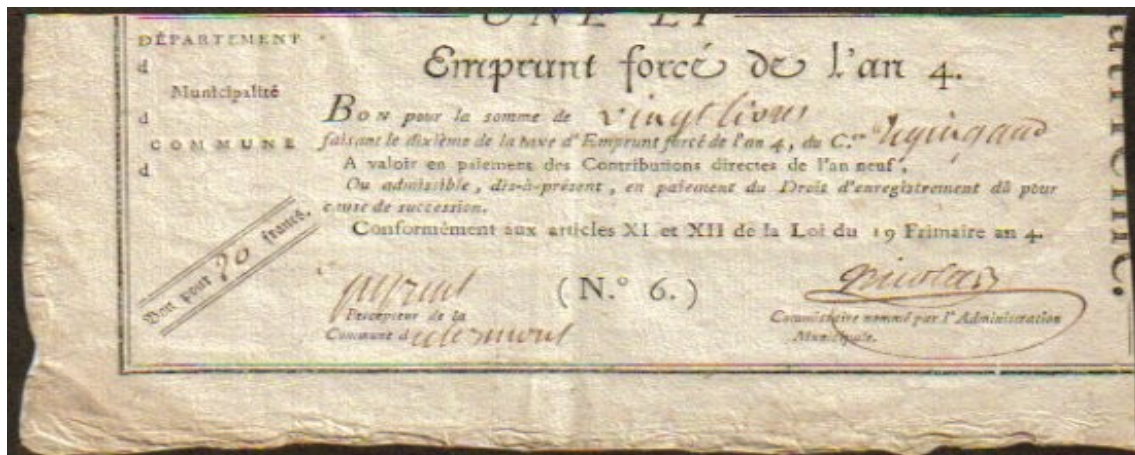 UNE ET
DÉPARTEMENT
d
Municipalité
d
COMMUNE
d
Emprunt forcé de l'an 4.
BON pour la somme de vingt livres
faisant le dixième de la taxe d'Emprunt forcé de l'an 4, du C.en
A valoir en paiement des Contributions directes de l'an neuf,
Ou admissible, dès-à-présent, en paiement du Droit d'enregistrement dû pour
cause de succession.
Conformément aux articles XI et XII de la Loi du 19 Frimaire an 4.
Bon pour 20 francs.
(N.° 6.)
Percepteur de la
Commune d clermont
nicolas
Commissaire nommé par l'Administration
Municipale.